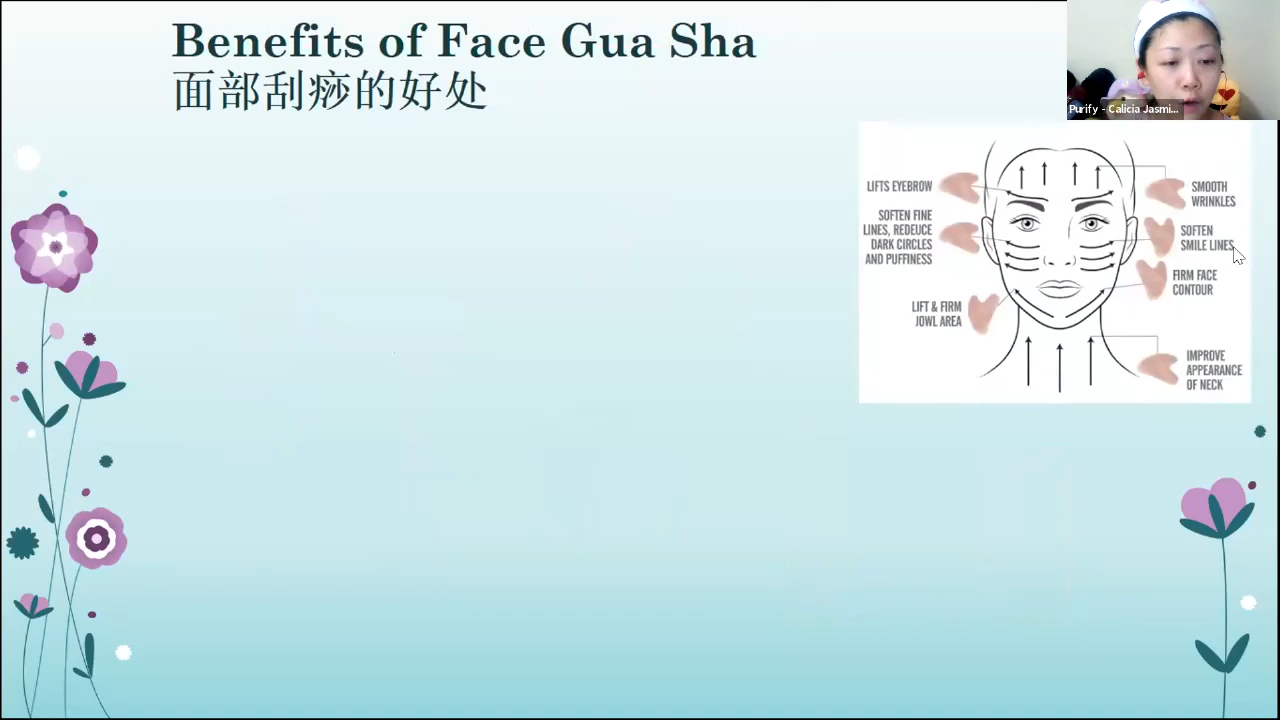 Benefits of Face Gua Sha
面部刮痧的好处
Purify - Calicia Jasmi...
LIFTS EYEBROW
SOFTEN FINE
LINES, REDEUCE
DARK CIRCLES
AND PUFFINESS
LIFT & FIRM
JOWL AREA
SMOOTH
WRINKLES
SOFTEN
SMILE LINES
FIRM FACE
CONTOUR
IMPROVE
APPEARANCE
OF NECK